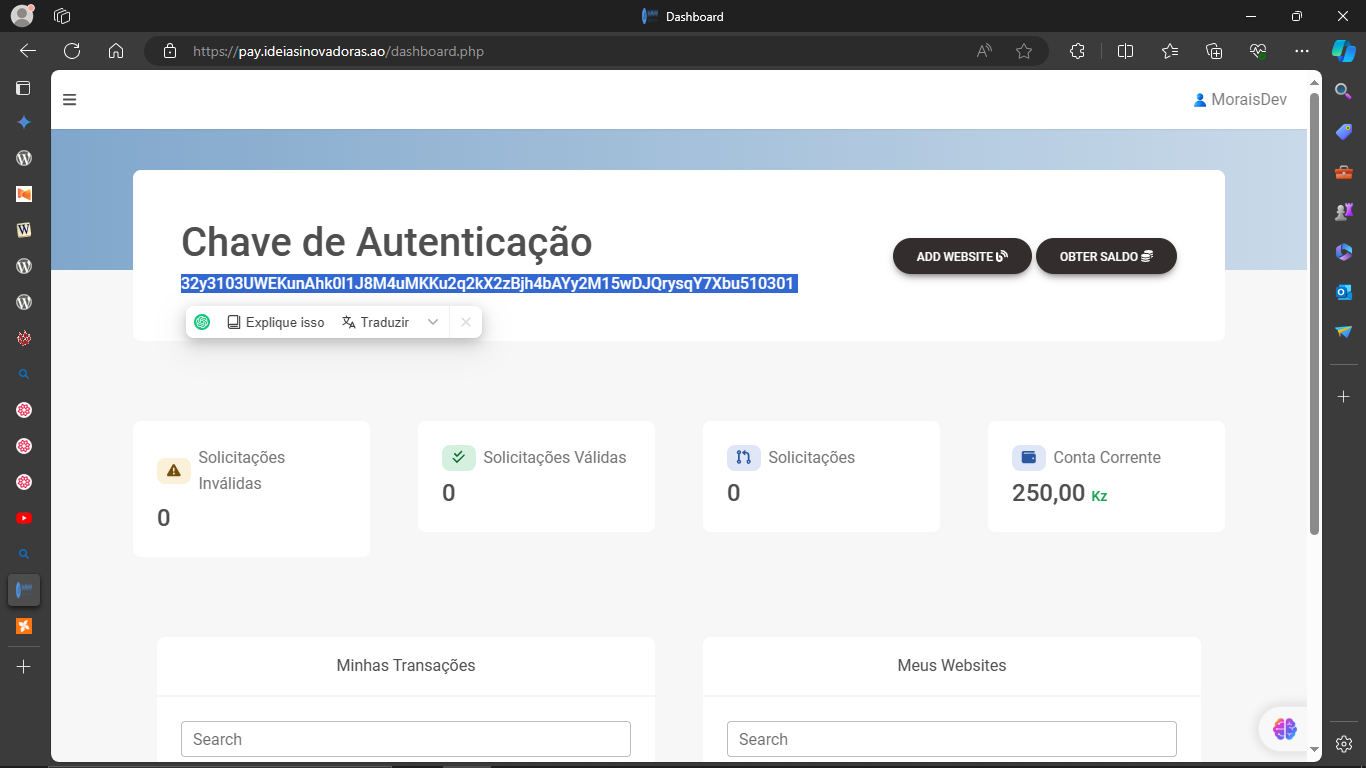 Dashboard
https://pay.ideiasinovadoras.ao/dashboard.php
MoraisDev
Chave de Autenticação
32y3103UWEKunAhk0I1J8M4uMKKu2q2kX2zBjh4bAYy2M15wDJQrysqY7Xbu510301
ADD WEBSITE
OBTER SALDO
Explique isso
Traduzir
Solicitações
Inválidas
0
Solicitações Válidas
0
Solicitações
0
Conta Corrente
250,00 Kz
Minhas Transações
Search
Meus Websites
Search